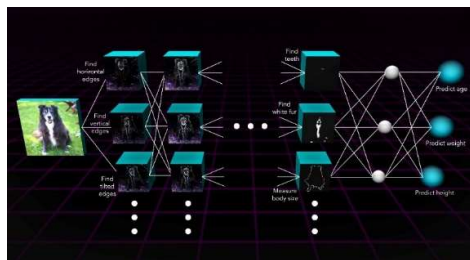 Find
horizontal
edges
Find
vertical
edges
Find
tilted
edges
Find
teeth
Find
white fur
Measure
body size
Predict age
Predict weight
Predict height